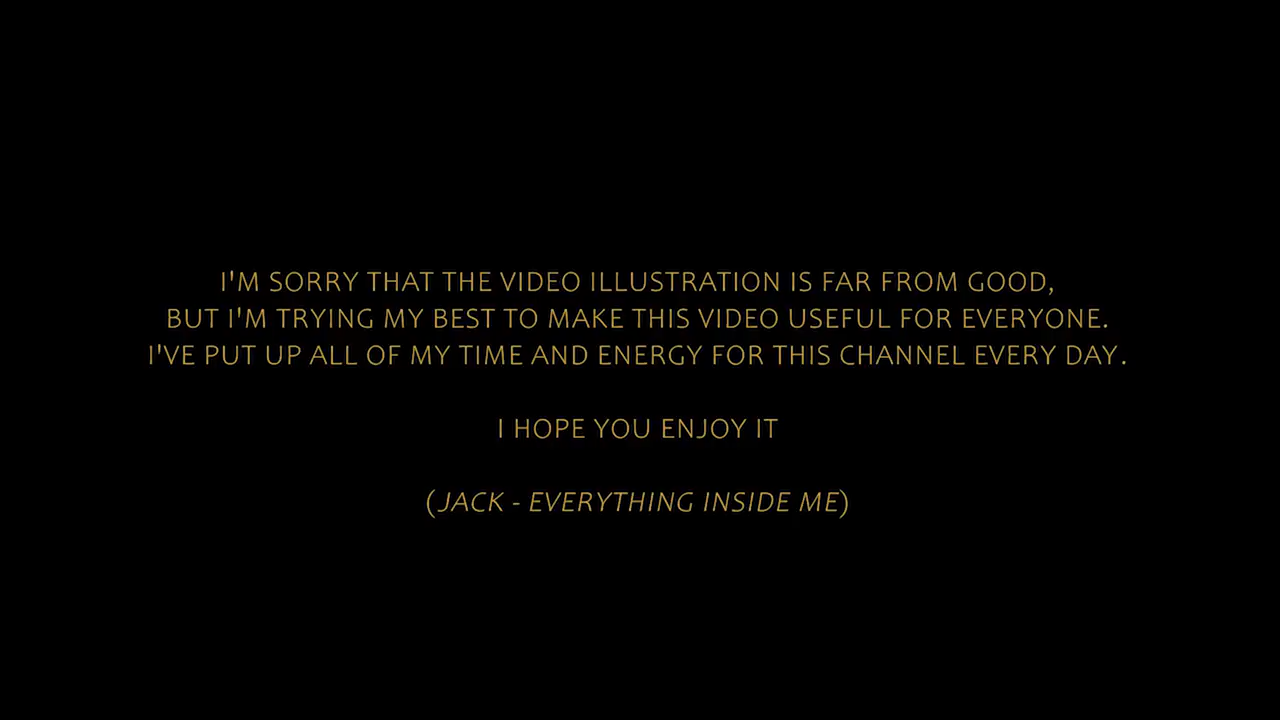 I'M SORRY THAT THE VIDEO ILLUSTRATION IS FAR FROM GOOD,
BUT I'M TRYING MY BEST TO MAKE THIS VIDEO USEFUL FOR EVERYONE.
I'VE PUT UP ALL OF MY TIME AND ENERGY FOR THIS CHANNEL EVERY DAY.
I HOPE YOU ENJOY IT
(JACK - EVERYTHING INSIDE ME)